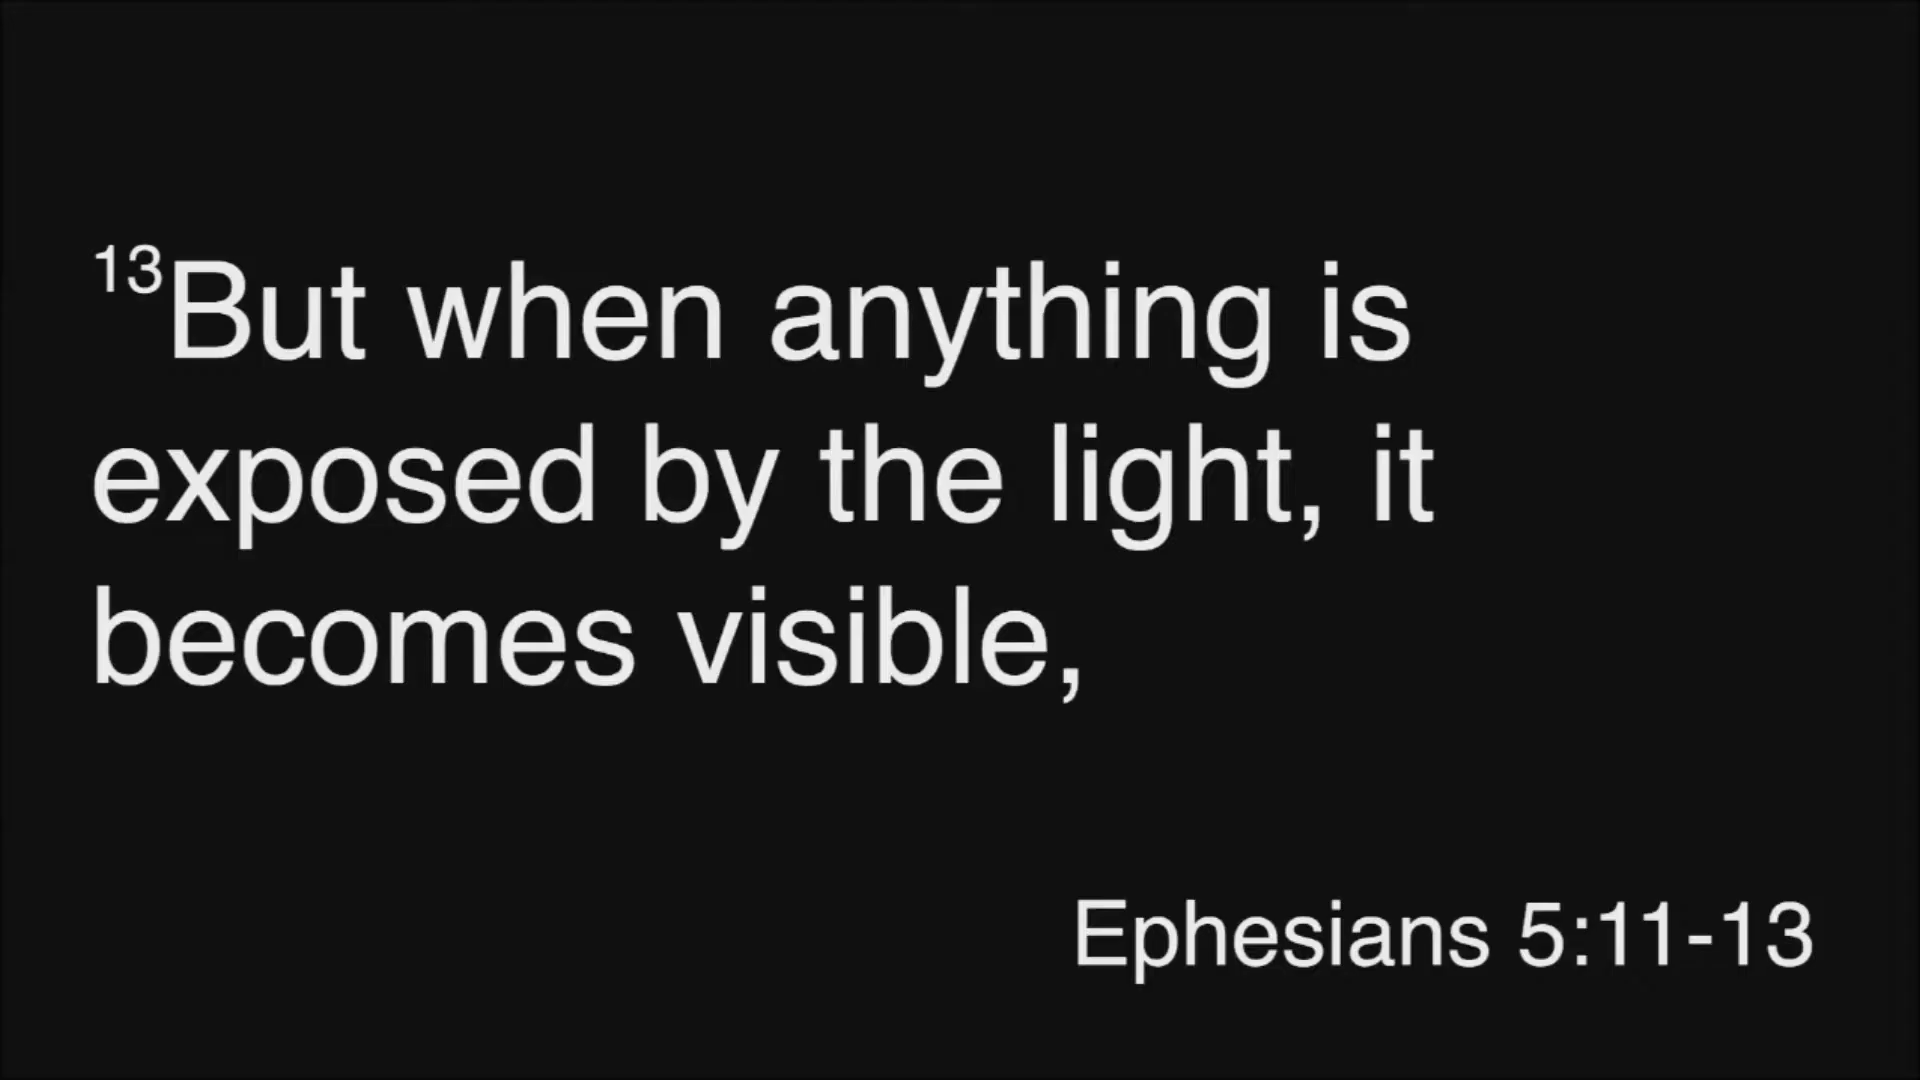 ¹³But when anything is
exposed by the light, it
becomes visible,
Ephesians 5:11-13